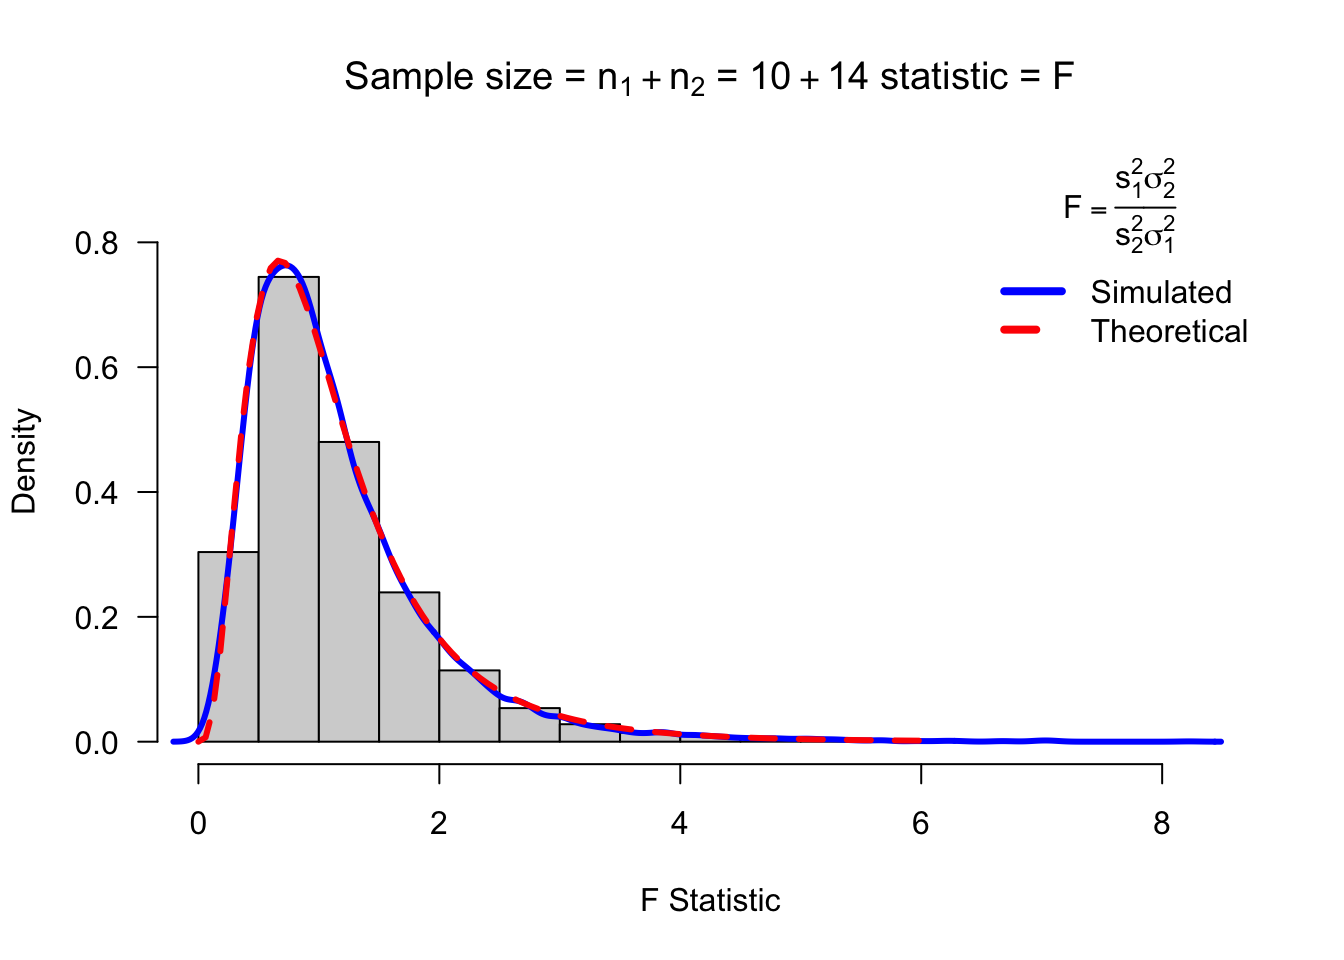 Sample size = n₁ + n₂ = 10 + 14 statistic = F
F = s₁²σ₂² / s₂²σ₁²
Simulated
Theoretical
Density
0.8
0.6
0.4
0.2
0.0
0 2 4 6 8
F Statistic